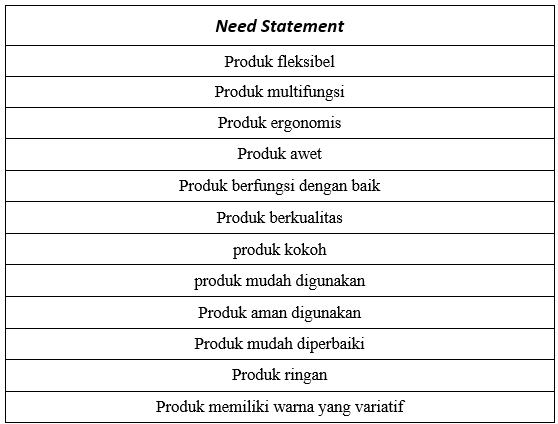 Need Statement
Produk fleksibel
Produk multifungsi
Produk ergonomis
Produk awet
Produk berfungsi dengan baik
Produk berkualitas
produk kokoh
produk mudah digunakan
Produk aman digunakan
Produk mudah diperbaiki
Produk ringan
Produk memiliki warna yang variatif